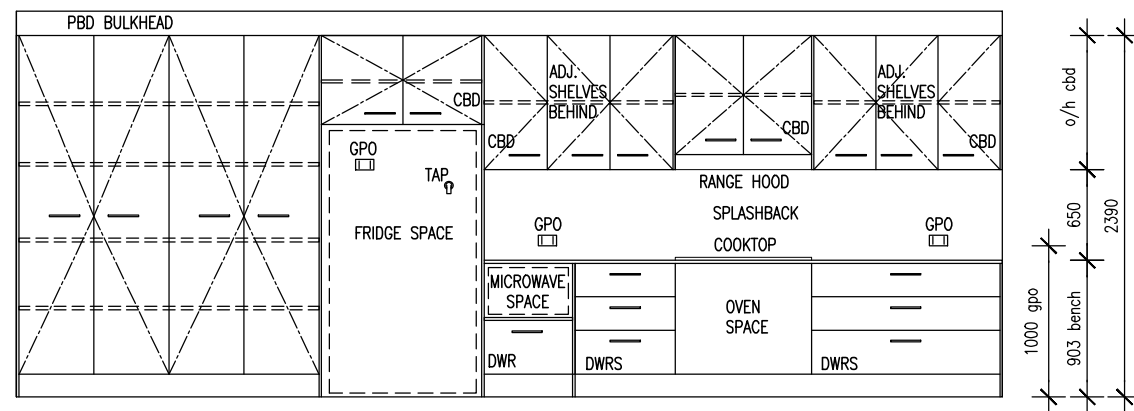 PBD BULKHEAD
CBD
ADJ.
SHELVES
BEHIND
CBD
CBD
ADJ.
SHELVES
BEHIND
CBD
GPO
TAP
FRIDGE SPACE
RANGE HOOD
SPLASHBACK
COOKTOP
GPO
GPO
MICROWAVE
SPACE
OVEN
SPACE
DWR
DWRS
DWRS
o/h cbd
650
2390
1000 gpo
903 bench